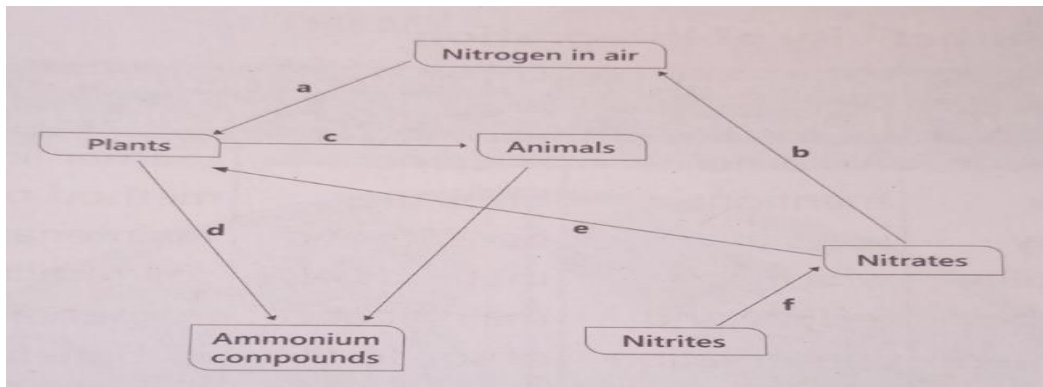 Nitrogen in air
a
Plants
c
Animals
b
d
e
Nitrates
f
Ammonium
compounds
Nitrites